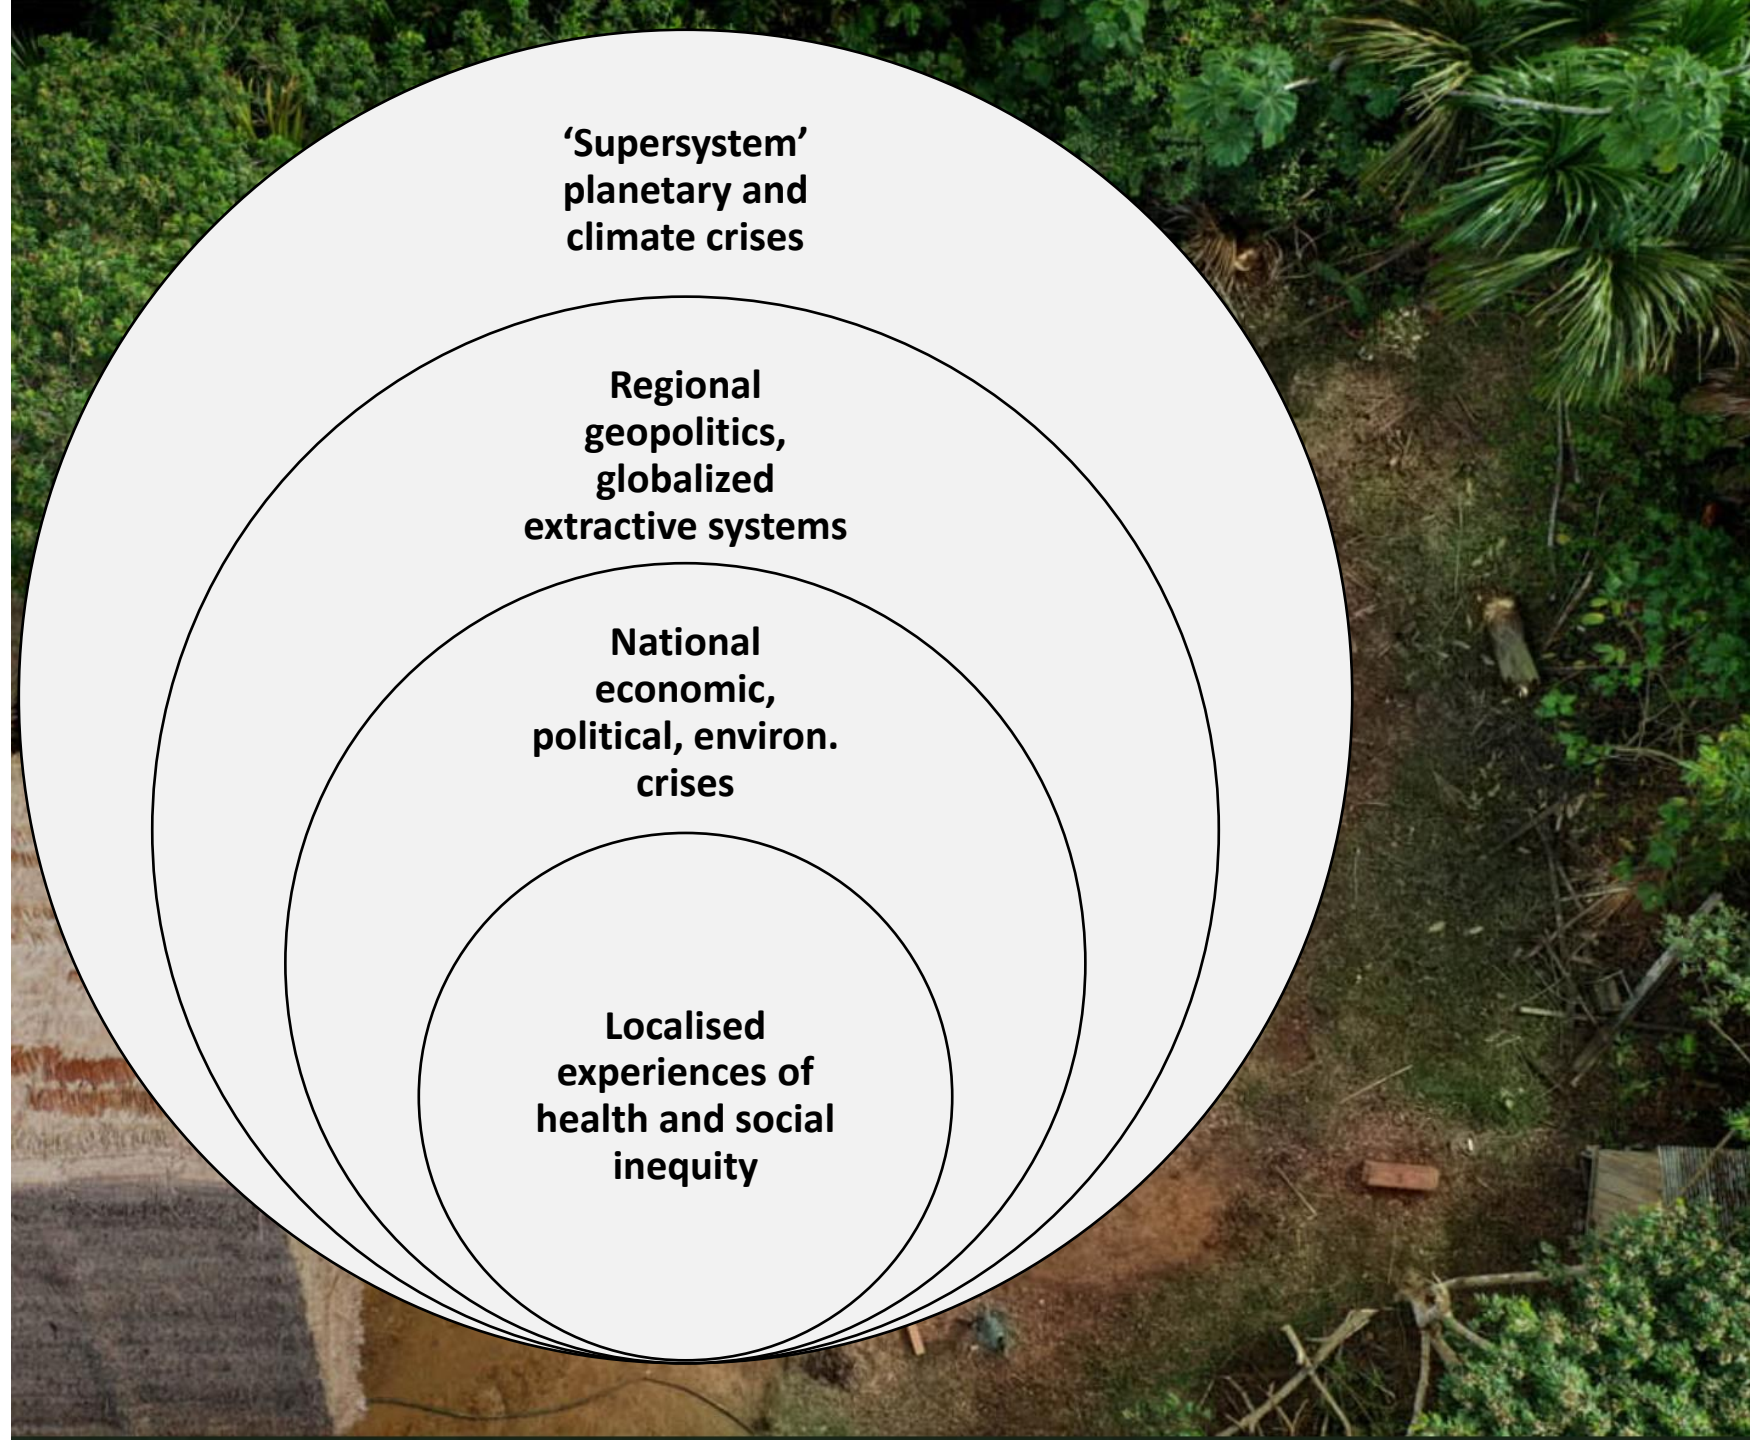 ‘Supersystem’
planetary and
climate crises
Regional
geopolitics,
globalized
extractive systems
National
economic,
political, environ.
crises
Localised
experiences of
health and social
inequity